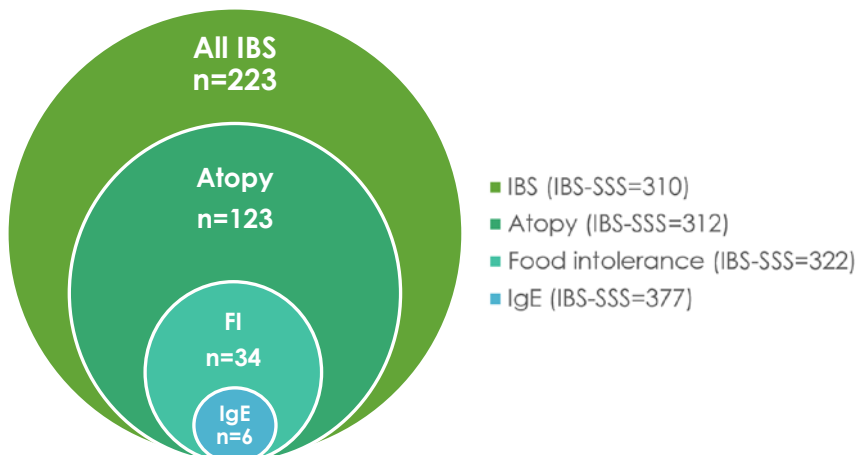 All IBS
n=223
Atopy
n=123
FI
n=34
IgE
n=6
IBS (IBS-SSS=310)
Atopy (IBS-SSS=312)
Food intolerance (IBS-SSS=322)
IgE (IBS-SSS=377)